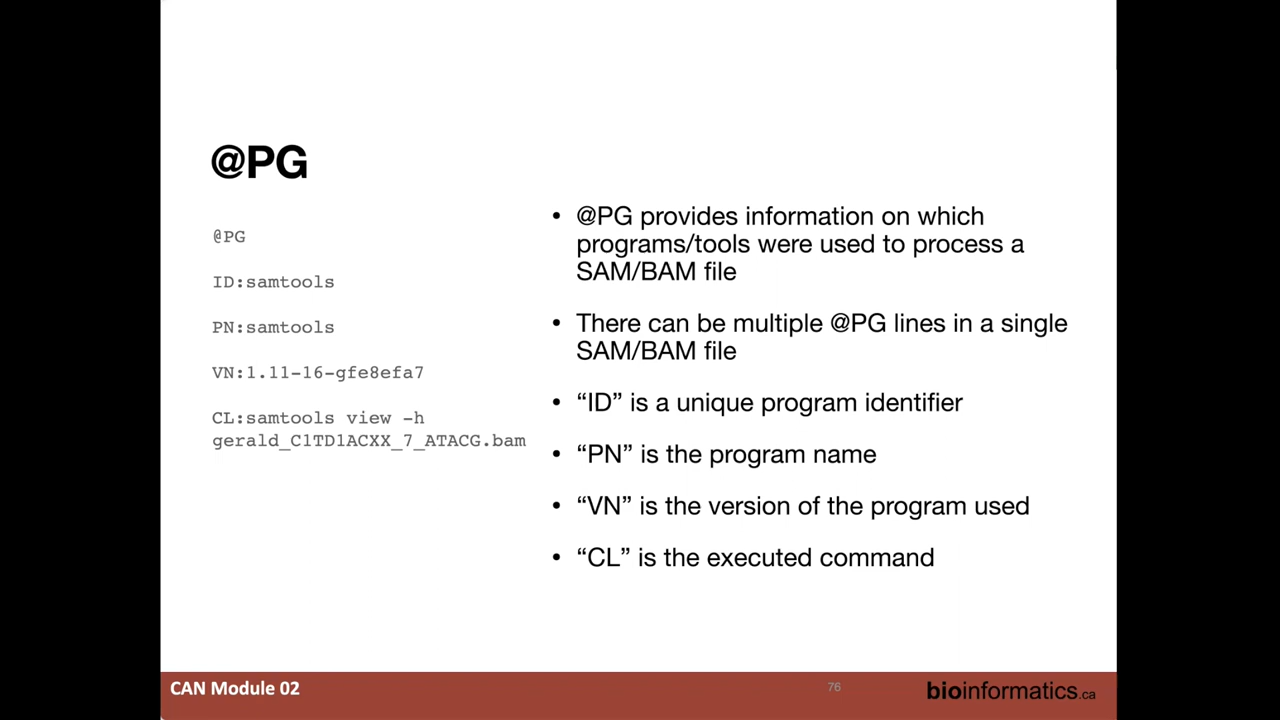 @PG
@PG
ID:samtools
PN:samtools
VN:1.11-16-gfe8efa7
CL:samtools view -h
gerald_C1TD1ACXX_7_ATACG.bam
• @PG provides information on which
programs/tools were used to process a
SAM/BAM file
• There can be multiple @PG lines in a single
SAM/BAM file
• “ID” is a unique program identifier
• “PN” is the program name
• “VN” is the version of the program used
• “CL” is the executed command
CAN Module 02
76
bioinformatics.ca